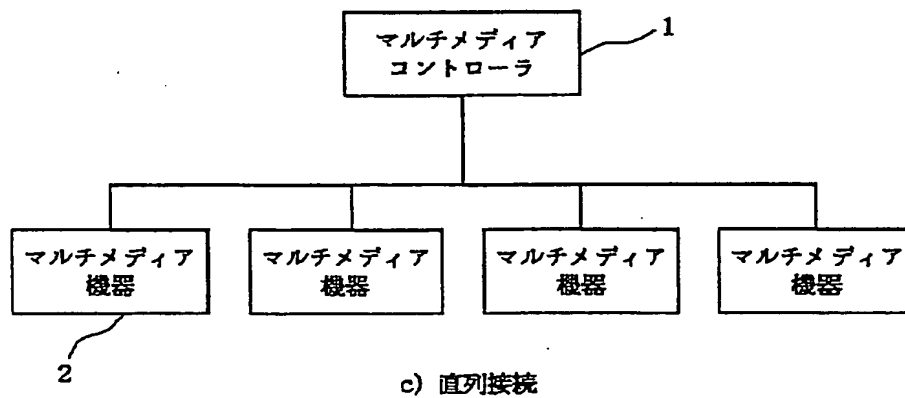 マルチメディア
コントローラ
1
マルチメディア
機器
マルチメディア
機器
マルチメディア
機器
マルチメディア
機器
2
c) 直列接続